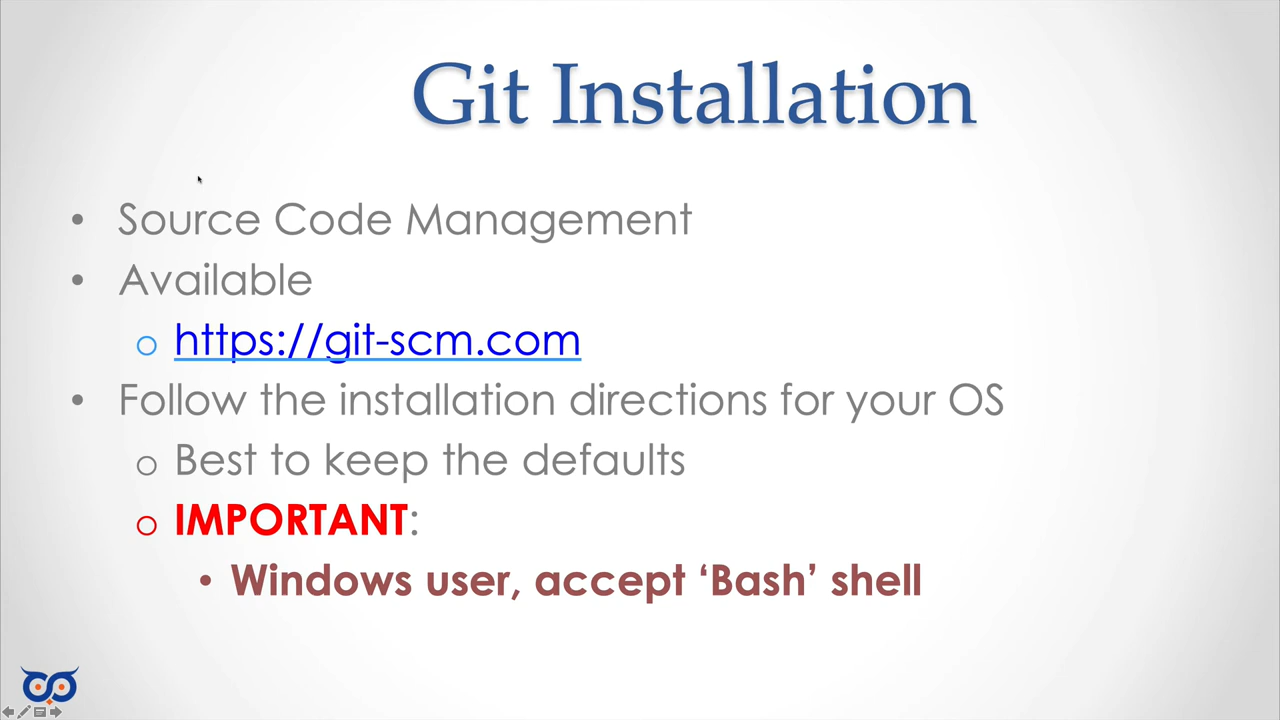 Git Installation
• Source Code Management
• Available
o https://git-scm.com
• Follow the installation directions for your OS
o Best to keep the defaults
o IMPORTANT:
• Windows user, accept ‘Bash’ shell